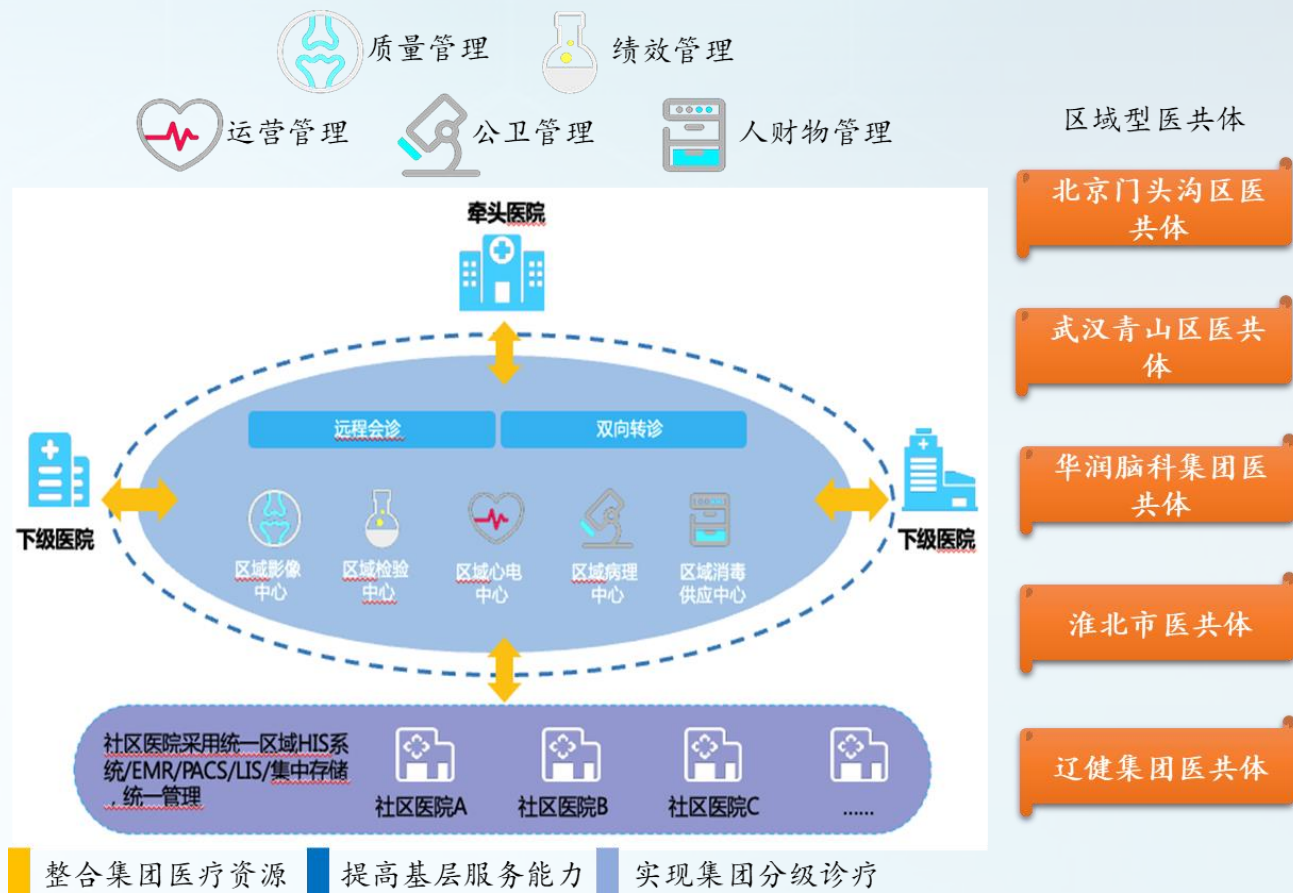 质量管理
绩效管理
运营管理
公卫管理
人财物管理
区域型医共体
牵头医院
远程会诊
双向转诊
下级医院
下级医院
区域影像
中心
区域检验
中心
区域心电
中心
区域病理
中心
区域消毒
供应中心
社区医院采用统一区域HIS系
统/EMR/PACS/LIS/集中存储
,统一管理
社区医院A
社区医院B
社区医院C
......
北京门头沟区医
共体
武汉青山区医共
体
华润脑科集团医
共体
淮北市医共体
辽健集团医共体
整合集团医疗资源
提高基层服务能力
实现集团分级诊疗